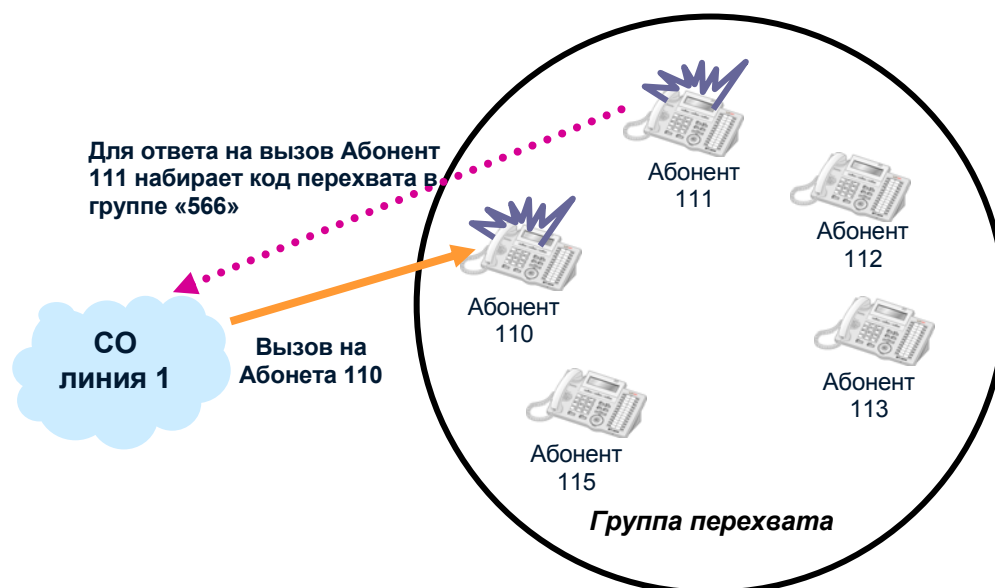 Для ответа на вызов Абонент
111 набирает код перехвата в
группе «566»
Абонент
111
Абонент
112
Абонент
110
СО
линия 1
Вызов на
Абонета 110
Абонент
113
Абонент
115
Группа перехвата